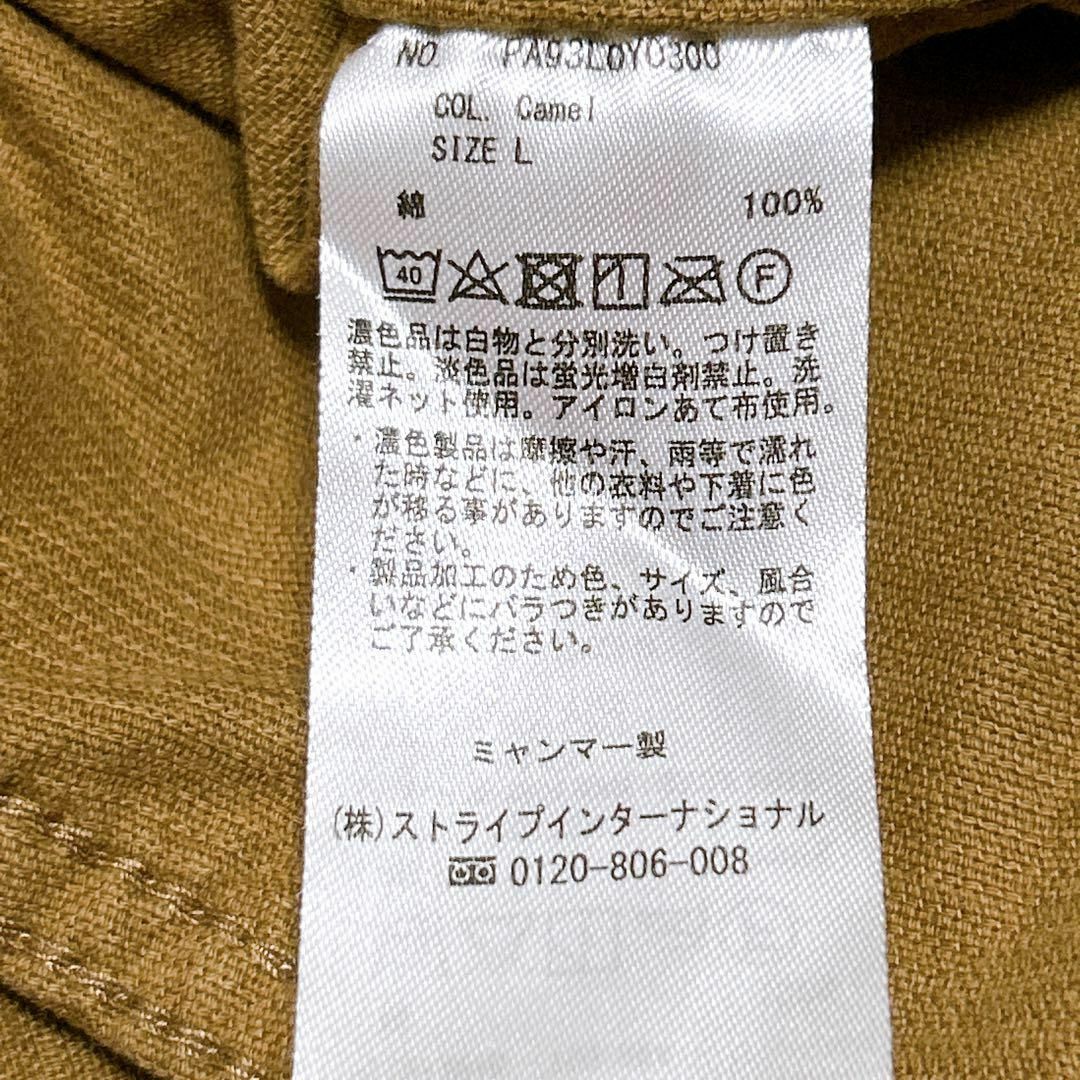 NO. PA93L0Y0300
COL. Camel
SIZE L
綿 100%
40 F
濃色品は白物と分別洗い。つけ置き
禁止。淡色品は蛍光増白剤禁止。洗
濯ネット使用。アイロンあて布使用。
・濃色製品は摩擦や汗、雨等で濡れ
た時などに、他の衣料や下着に色
が移る事がありますのでご注意く
ださい。
・製品加工のため色、サイズ、風合
いなどにバラつきがありますので
ご了承ください。
ミャンマー製
(株)ストライプインターナショナル
0120-806-008